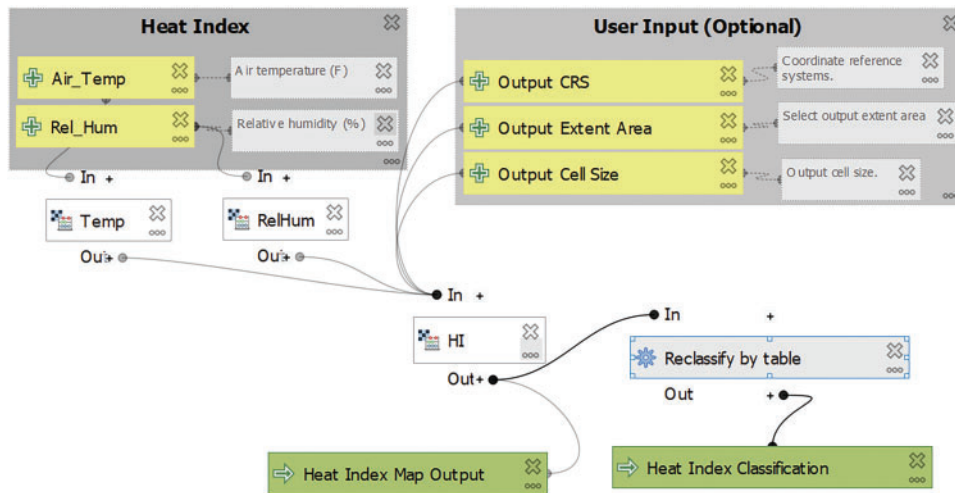 Heat Index
Air_Temp
Air temperature (F)
Rel_Hum
Relative humidity (%)
User Input (Optional)
Output CRS
Coordinate reference
systems.
Output Extent Area
Select output extent area
Output Cell Size
Output cell size.
In +
In +
Temp
RelHum
Out+
Out+
In +
HI
Out+
In +
Reclassify by table
Out +
Heat Index Map Output
Heat Index Classification